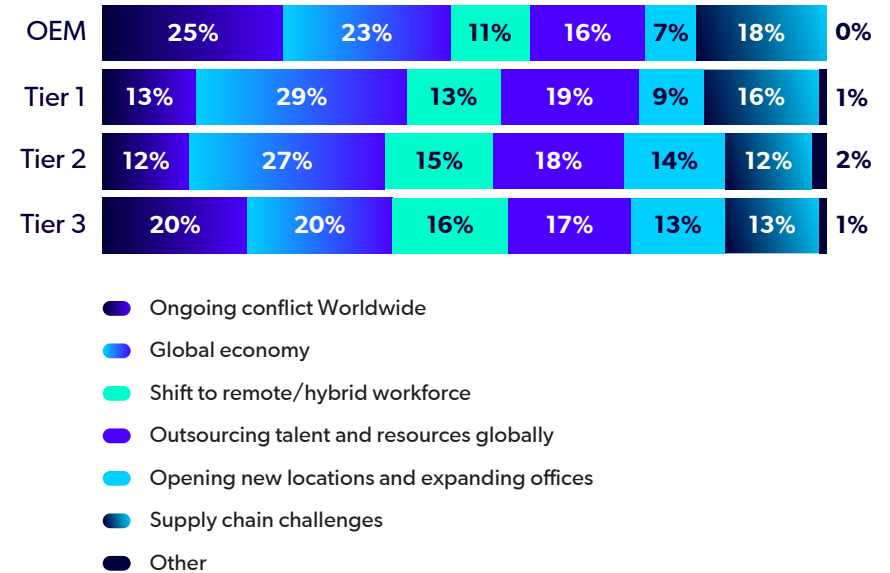 OEM 25% 23% 11% 16% 7% 18% 0%
Tier 1 13% 29% 13% 19% 9% 16% 1%
Tier 2 12% 27% 15% 18% 14% 12% 2%
Tier 3 20% 20% 16% 17% 13% 13% 1%
Ongoing conflict Worldwide
Global economy
Shift to remote/hybrid workforce
Outsourcing talent and resources globally
Opening new locations and expanding offices
Supply chain challenges
Other